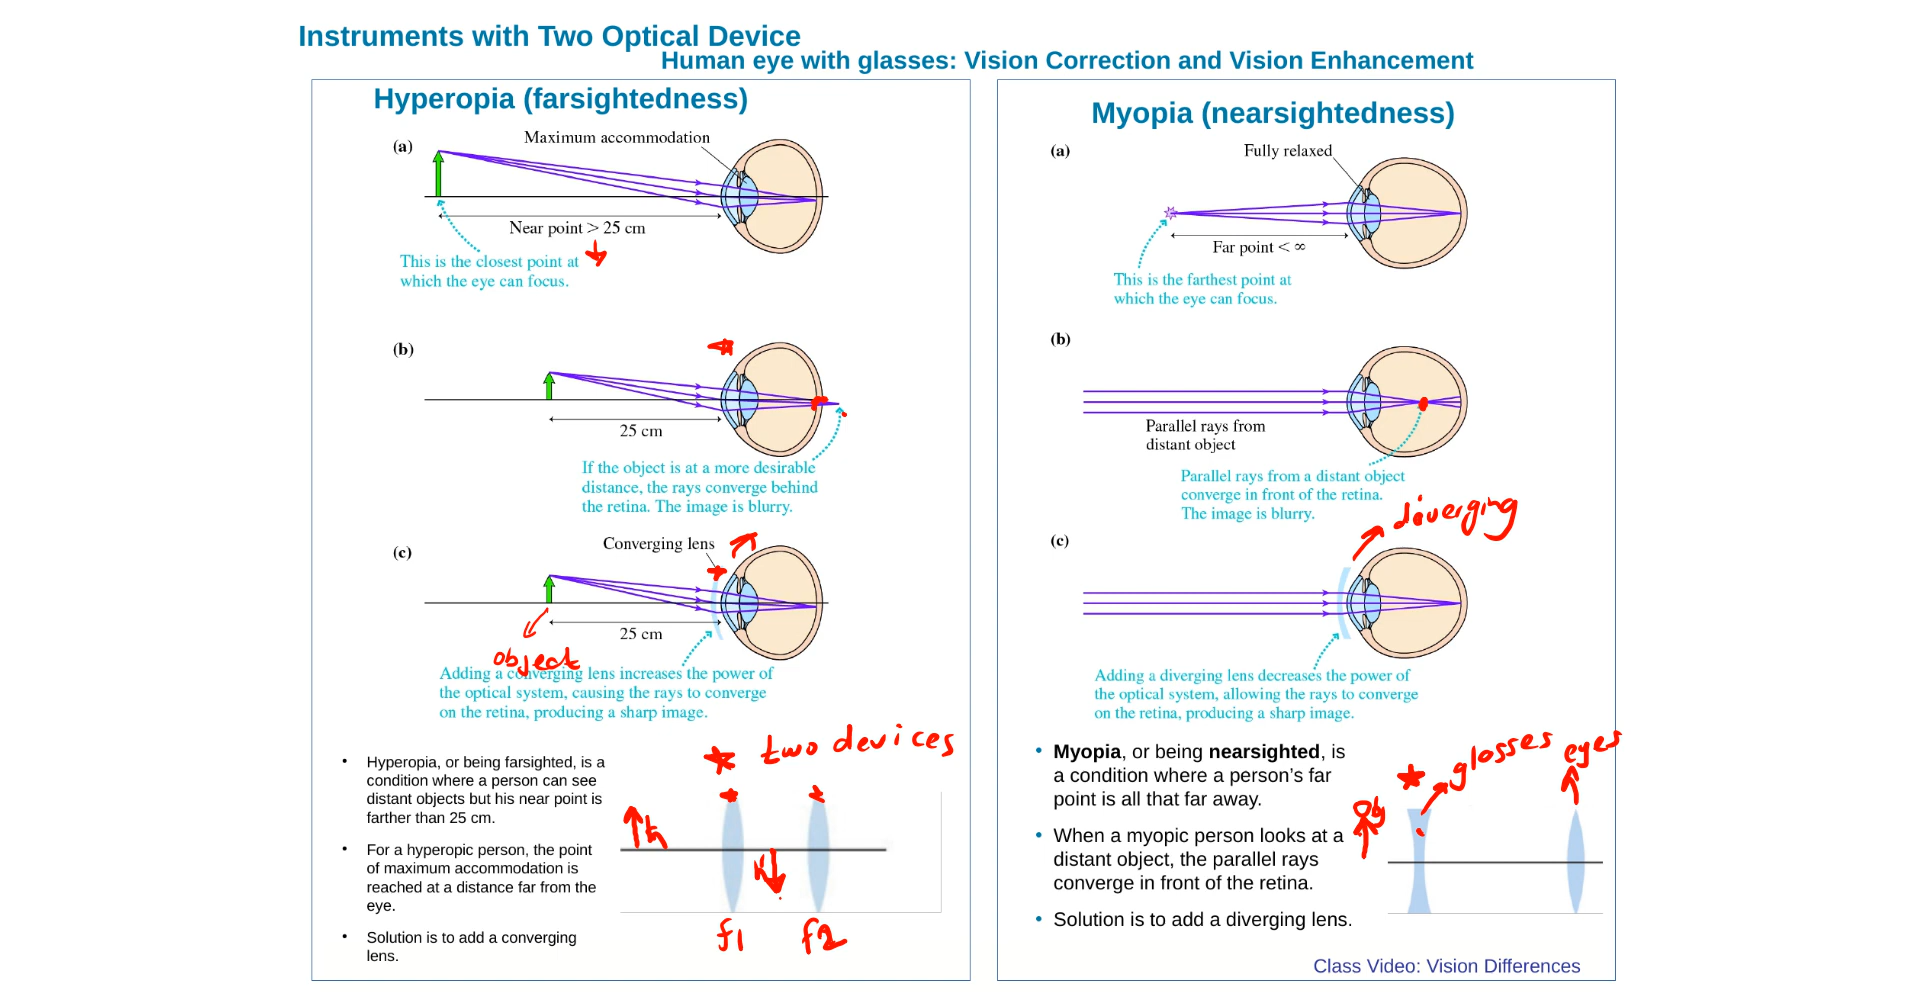 Instruments with Two Optical Device
Human eye with glasses: Vision Correction and Vision Enhancement
Hyperopia (farsightedness)
(a)
Maximum accommodation
Near point > 25 cm
This is the closest point at
which the eye can focus.
(b)
25 cm
If the object is at a more desirable
distance, the rays converge behind
the retina. The image is blurry.
(c)
Converging lens
25 cm
object
Adding a converging lens increases the power of
the optical system, causing the rays to converge
on the retina, producing a sharp image.
two devices
• Hyperopia, or being farsighted, is a
condition where a person can see
distant objects but his near point is
farther than 25 cm.
• For a hyperopic person, the point
of maximum accommodation is
reached at a distance far from the
eye.
• Solution is to add a converging
lens.
f1
f2
Myopia (nearsightedness)
(a)
Fully relaxed
Far point < ∞
This is the farthest point at
which the eye can focus.
(b)
Parallel rays from
distant object
Parallel rays from a distant object
converge in front of the retina.
The image is blurry.
diverging
(c)
Adding a diverging lens decreases the power of
the optical system, allowing the rays to converge
on the retina, producing a sharp image.
• Myopia, or being nearsighted, is
a condition where a person's far
point is all that far away.
• When a myopic person looks at a
distant object, the parallel rays
converge in front of the retina.
• Solution is to add a diverging lens.
glosses
eyes
Ob
Class Video: Vision Differences